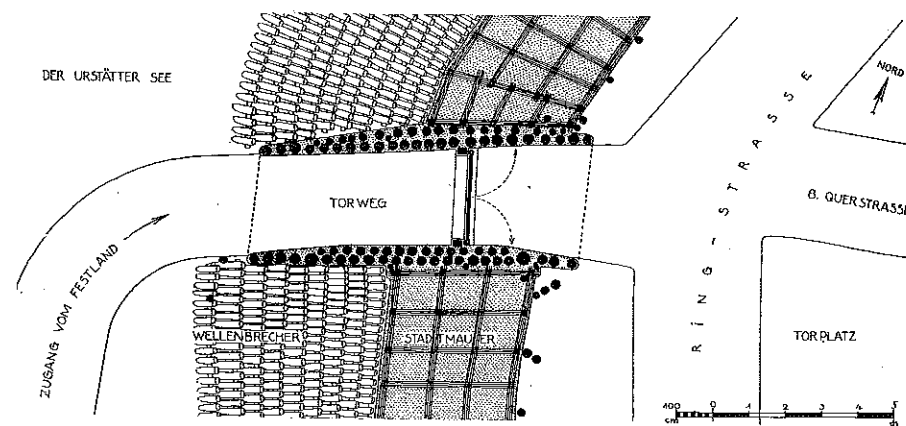 DER URSTÄTTER SEE
NORD
TORWEG
8. QUERSTRASSE
RING-STRASSE
ZUGANG VOM FESTLAND
WELLENBRECHER
STADTMAUER
TORPLATZ
100 0 1 2 3 4 5
cm m